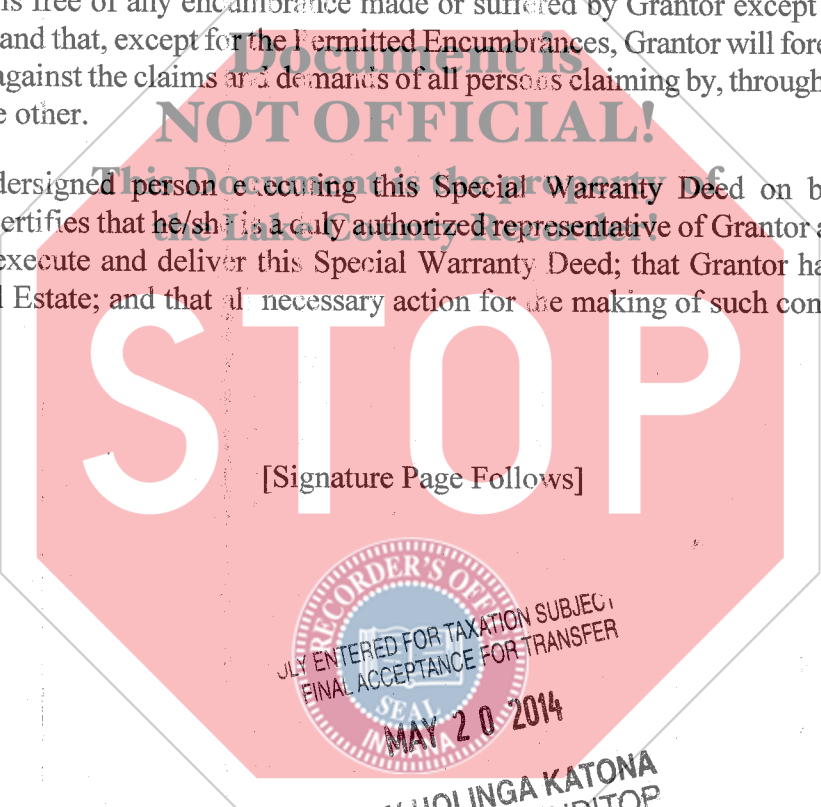 is free of any encumbrance made or suffered by Grantor except
and that, except for the Permitted Encumbrances, Grantor will fore
against the claims and demands of all persons claiming by, through
e other.
Document is
NOT OFFICIAL!
This Document is the property of
the Lake County Recorder!
dersigned person executing this Special Warranty Deed on b
ertifies that he/she is a duly authorized representative of Grantor a
execute and deliver this Special Warranty Deed; that Grantor ha
l Estate; and that all necessary action for the making of such con
STOP
[Signature Page Follows]
RECORDER'S OFF
SEAL
INDIANA
ULY ENTERED FOR TAXATION SUBJECT
FINAL ACCEPTANCE FOR TRANSFER
MAY 20 2014
HOLINGA KATONA
UDITOR